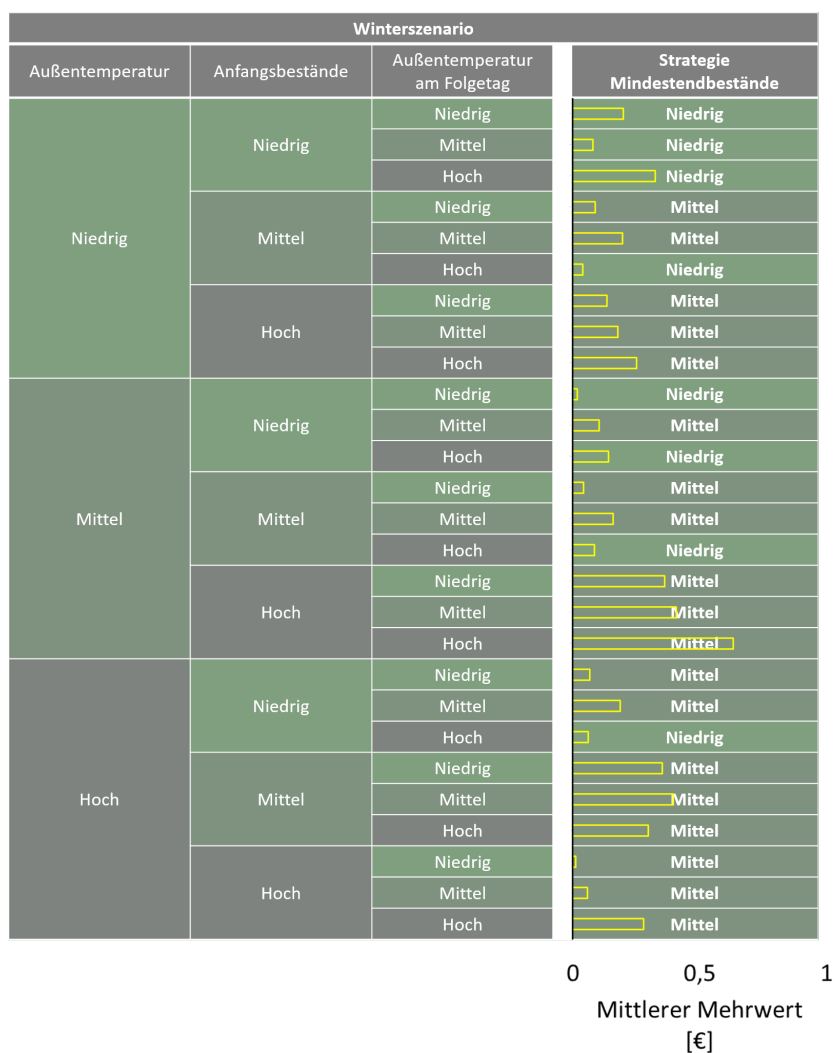 Winterszenario
Außentemperatur Anfangsbestände Außentemperatur am Folgetag Strategie Mindestendbestände
Niedrig Niedrig Niedrig Niedrig
Mittel Niedrig
Hoch Niedrig
Mittel Niedrig Mittel
Mittel Mittel
Hoch Niedrig
Hoch Niedrig Mittel
Mittel Mittel
Hoch Mittel
Mittel Niedrig Niedrig Niedrig
Mittel Mittel
Hoch Niedrig
Mittel Niedrig Mittel
Mittel Mittel
Hoch Niedrig
Hoch Niedrig Mittel
Mittel Mittel
Hoch Mittel
Hoch Niedrig Niedrig Mittel
Mittel Mittel
Hoch Niedrig
Mittel Niedrig Mittel
Mittel Mittel
Hoch Mittel
Hoch Niedrig Mittel
Mittel Mittel
Hoch Mittel
0 0,5 1
Mittlerer Mehrwert
[€]